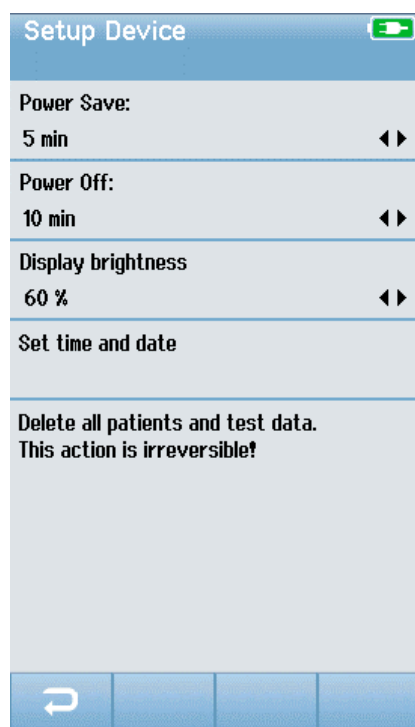 Setup Device
Power Save:
5 min
Power Off:
10 min
Display brightness
60 %
Set time and date
Delete all patients and test data.
This action is irreversible!